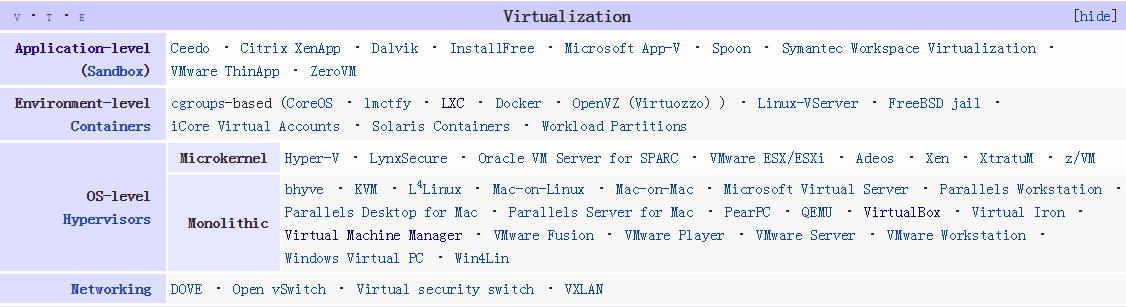 V · T · E Virtualization [hide]
Application-level Ceedo · Citrix XenApp · Dalvik · InstallFree · Microsoft App-V · Spoon · Symantec Workspace Virtualization ·
(Sandbox) VMware ThinApp · ZeroVM
Environment-level cgroups-based (CoreOS · lmctfy · LXC · Docker · OpenVZ (Virtuozzo) ) · Linux-VServer · FreeBSD jail ·
Containers iCore Virtual Accounts · Solaris Containers · Workload Partitions
OS-level
Hypervisors
Microkernel Hyper-V · LynxSecure · Oracle VM Server for SPARC · VMware ESX/ESXi · Adeos · Xen · XtratuM · z/VM
Monolithic
bhyve · KVM · L⁴Linux · Mac-on-Linux · Mac-on-Mac · Microsoft Virtual Server · Parallels Workstation ·
Parallels Desktop for Mac · Parallels Server for Mac · PearPC · QEMU · VirtualBox · Virtual Iron ·
Virtual Machine Manager · VMware Fusion · VMware Player · VMware Server · VMware Workstation ·
Windows Virtual PC · Win4Lin
Networking DOVE · Open vSwitch · Virtual security switch · VXLAN